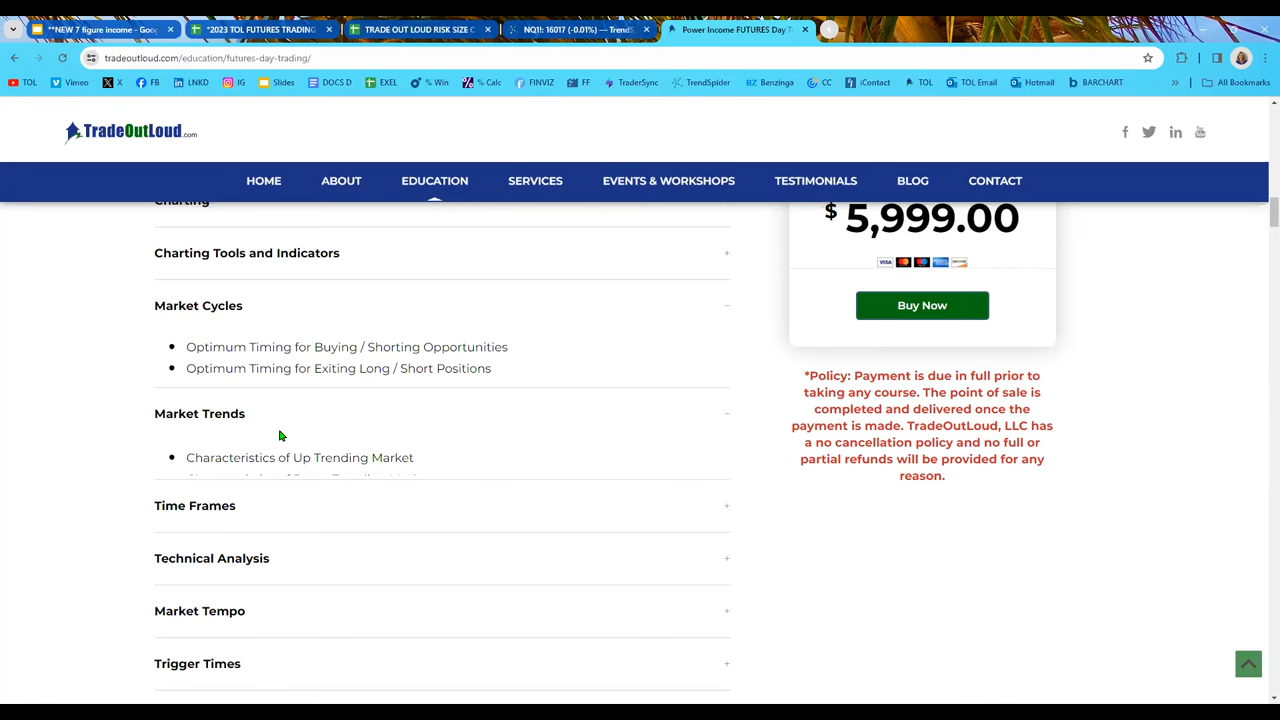 **NEW 7 figure income - Goo
*2023 TOL FUTURES TRADING
TRADE OUT LOUD RISK SIZE C
NQ1!: 16017 (-0.01%) — TrendS
Power Income FUTURES Day T
tradeoutloud.com/education/futures-day-trading/
TOL
Vimeo
X
FB
LNKD
IG
Slides
DOCS D
EXEL
% Win
% Calc
FINVIZ
FF
TraderSync
TrendSpider
Benzinga
CC
iContact
TOL
TOL Email
Hotmail
BARCHART
»
All Bookmarks
TradeOutLoud.com
HOME
ABOUT
EDUCATION
SERVICES
EVENTS & WORKSHOPS
TESTIMONIALS
BLOG
CONTACT
Charting
Charting Tools and Indicators
Market Cycles
Optimum Timing for Buying / Shorting Opportunities
Optimum Timing for Exiting Long / Short Positions
Market Trends
Characteristics of Up Trending Market
Time Frames
Technical Analysis
Market Tempo
Trigger Times
$ 5,999.00
VISA
Buy Now
*Policy: Payment is due in full prior to
taking any course. The point of sale is
completed and delivered once the
payment is made. TradeOutLoud, LLC has
a no cancellation policy and no full or
partial refunds will be provided for any
reason.